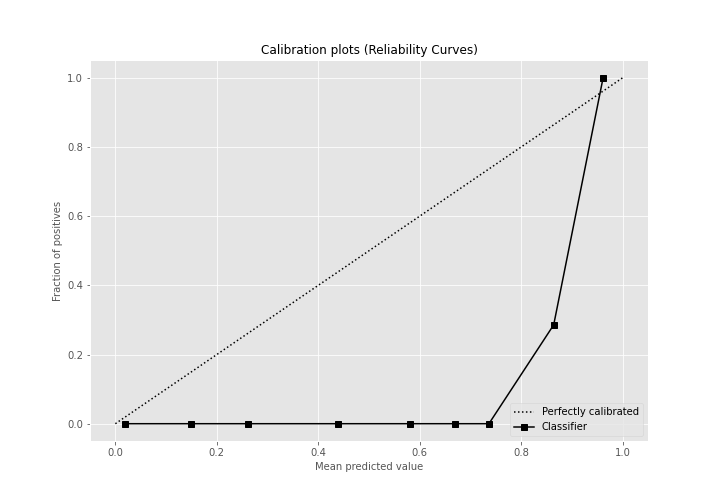 Calibration plots (Reliability Curves)
1.0
0.8
0.6
0.4
0.2
0.0
Fraction of positives
Perfectly calibrated
Classifier
0.0 0.2 0.4 0.6 0.8 1.0
Mean predicted value